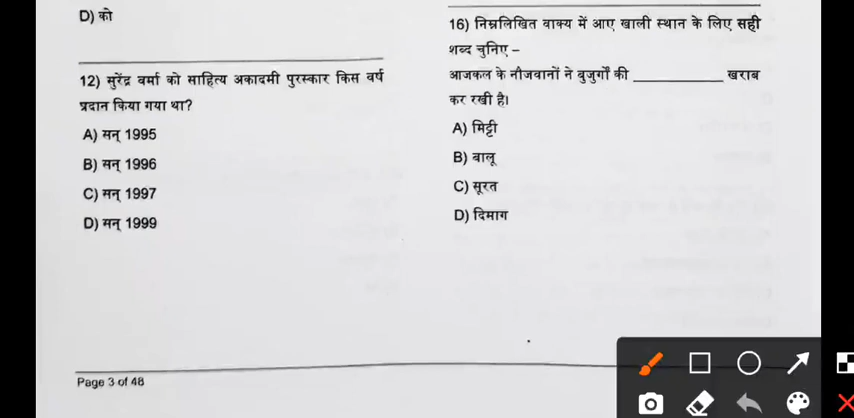 D) को
12) सुरेंद्र वर्मा को साहित्य अकादमी पुरस्कार किस वर्ष
प्रदान किया गया था?
A) सन् 1995
B) सन् 1996
C) सन् 1997
D) सन् 1999
Page 3 of 48
16) निम्नलिखित वाक्य में आए खाली स्थान के लिए सही
शब्द चुनिए –
आजकल के नौजवानों ने बुजुर्गों की ____________ खराब
कर रखी है।
A) मिट्टी
B) बालू
C) सूरत
D) दिमाग